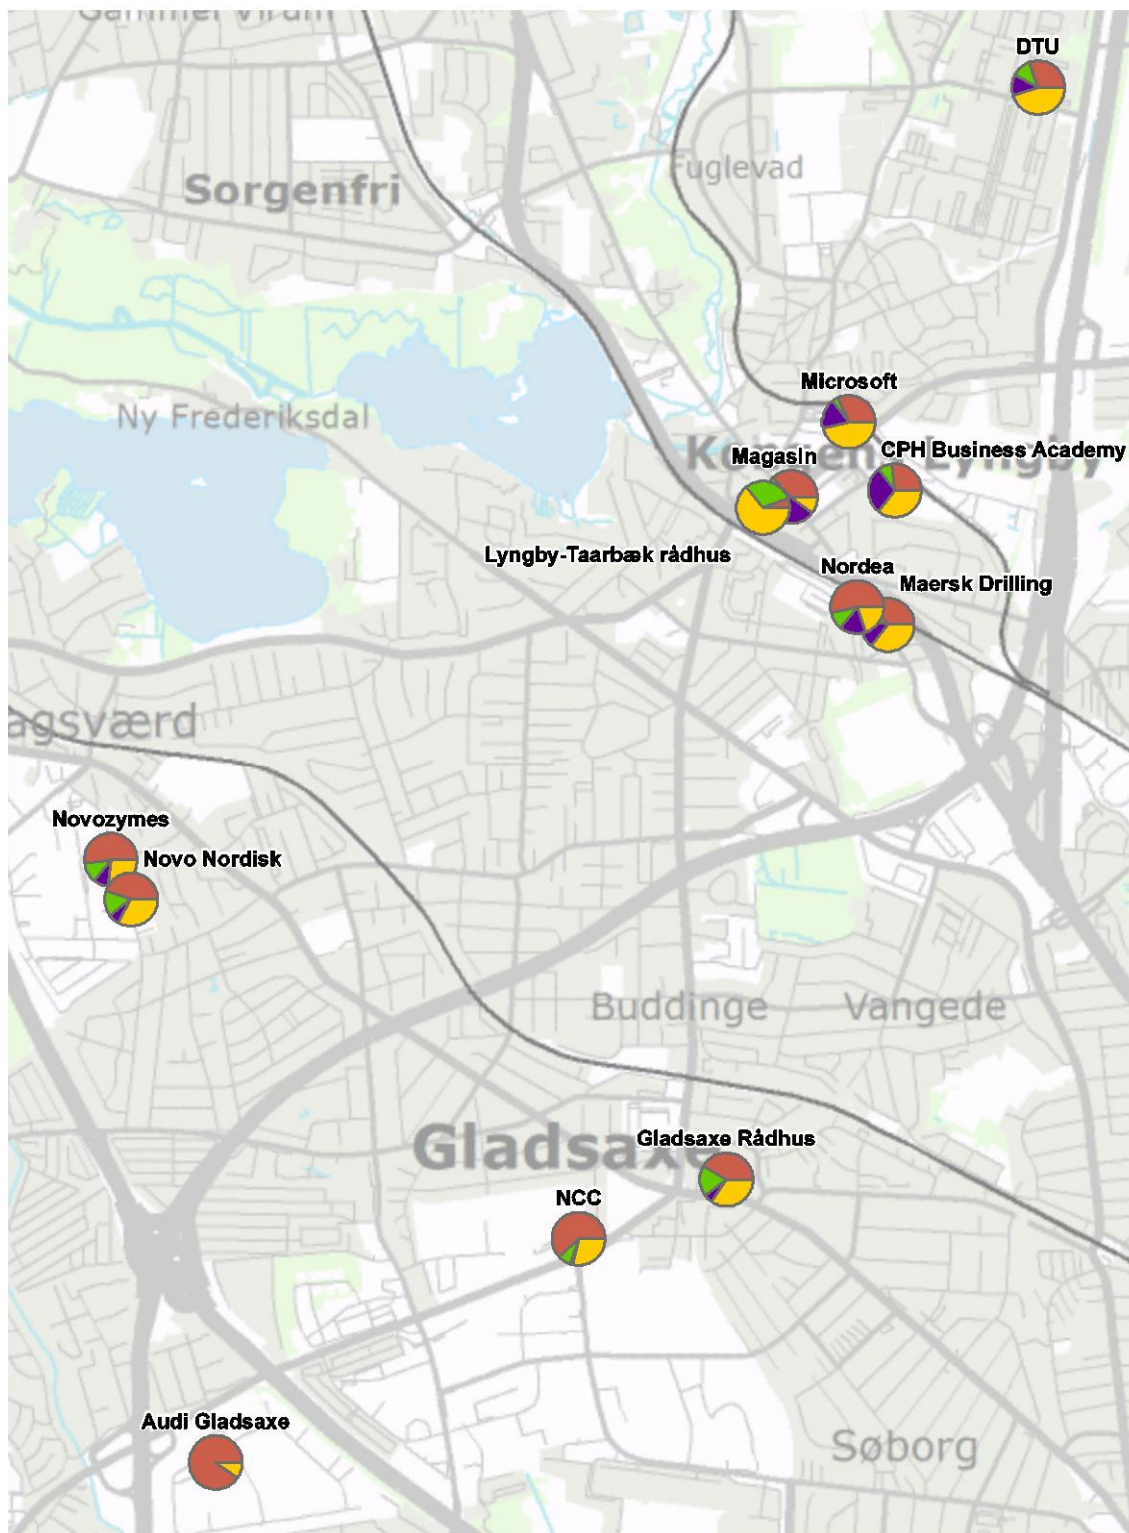 Gammel Virum
DTU
Fuglevad
Sorgenfri
Microsoft
Ny Frederiksdal
CPH Business Academy
MagasIn
Lyngby
Lyngby-Taarbæk rådhus
Nordea
Maersk Drilling
agsværd
Novozymes
Novo Nordisk
Buddinge
Vangede
Gladsaxe
Gladsaxe Rådhus
NCC
Audi Gladsaxe
Søborg